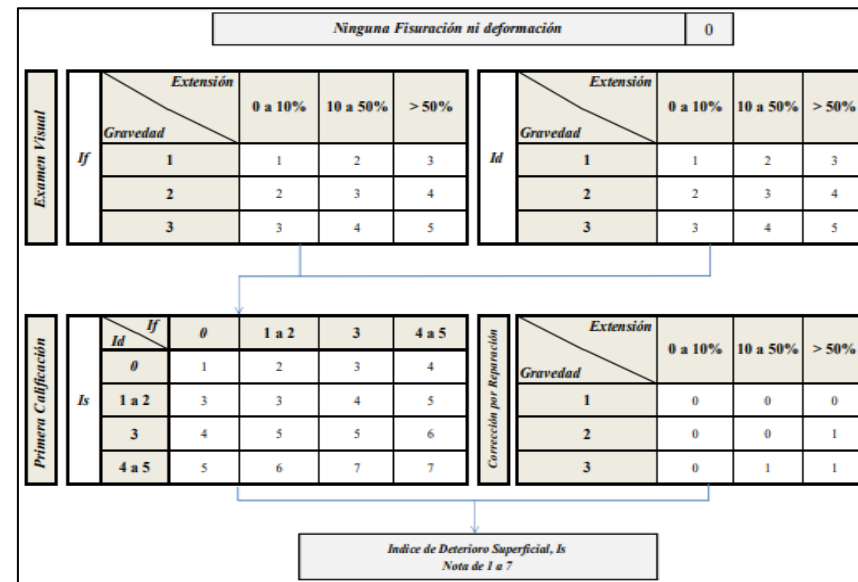 Ninguna Fisuración ni deformación 0
Examen Visual
If
Extensión
Gravedad
0 a 10% 10 a 50% > 50%
1 1 2 3
2 2 3 4
3 3 4 5
Id
Extensión
Gravedad
0 a 10% 10 a 50% > 50%
1 1 2 3
2 2 3 4
3 3 4 5
Primera Calificación
Is
If
Id
0 1 a 2 3 4 a 5
0 1 2 3 4
1 a 2 3 3 4 5
3 4 5 5 6
4 a 5 5 6 7 7
Corrección por Reparación
Extensión
Gravedad
0 a 10% 10 a 50% > 50%
1 0 0 0
2 0 0 1
3 0 1 1
Indice de Deterioro Superficial, Is
Nota de 1 a 7